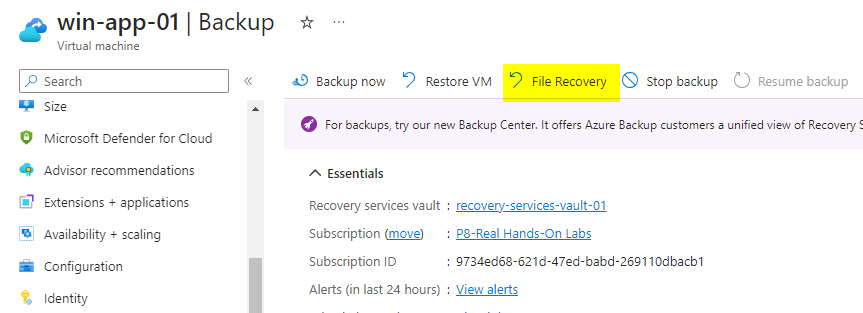 win-app-01 | Backup
Virtual machine
Search
Size
Microsoft Defender for Cloud
Advisor recommendations
Extensions + applications
Availability + scaling
Configuration
Identity
Backup now Restore VM File Recovery Stop backup Resume backup
For backups, try our new Backup Center. It offers Azure Backup customers a unified view of Recovery S
Essentials
Recovery services vault : recovery-services-vault-01
Subscription (move) : P8-Real Hands-On Labs
Subscription ID : 9734ed68-621d-47ed-babd-269110dbacb1
Alerts (in last 24 hours) : View alerts